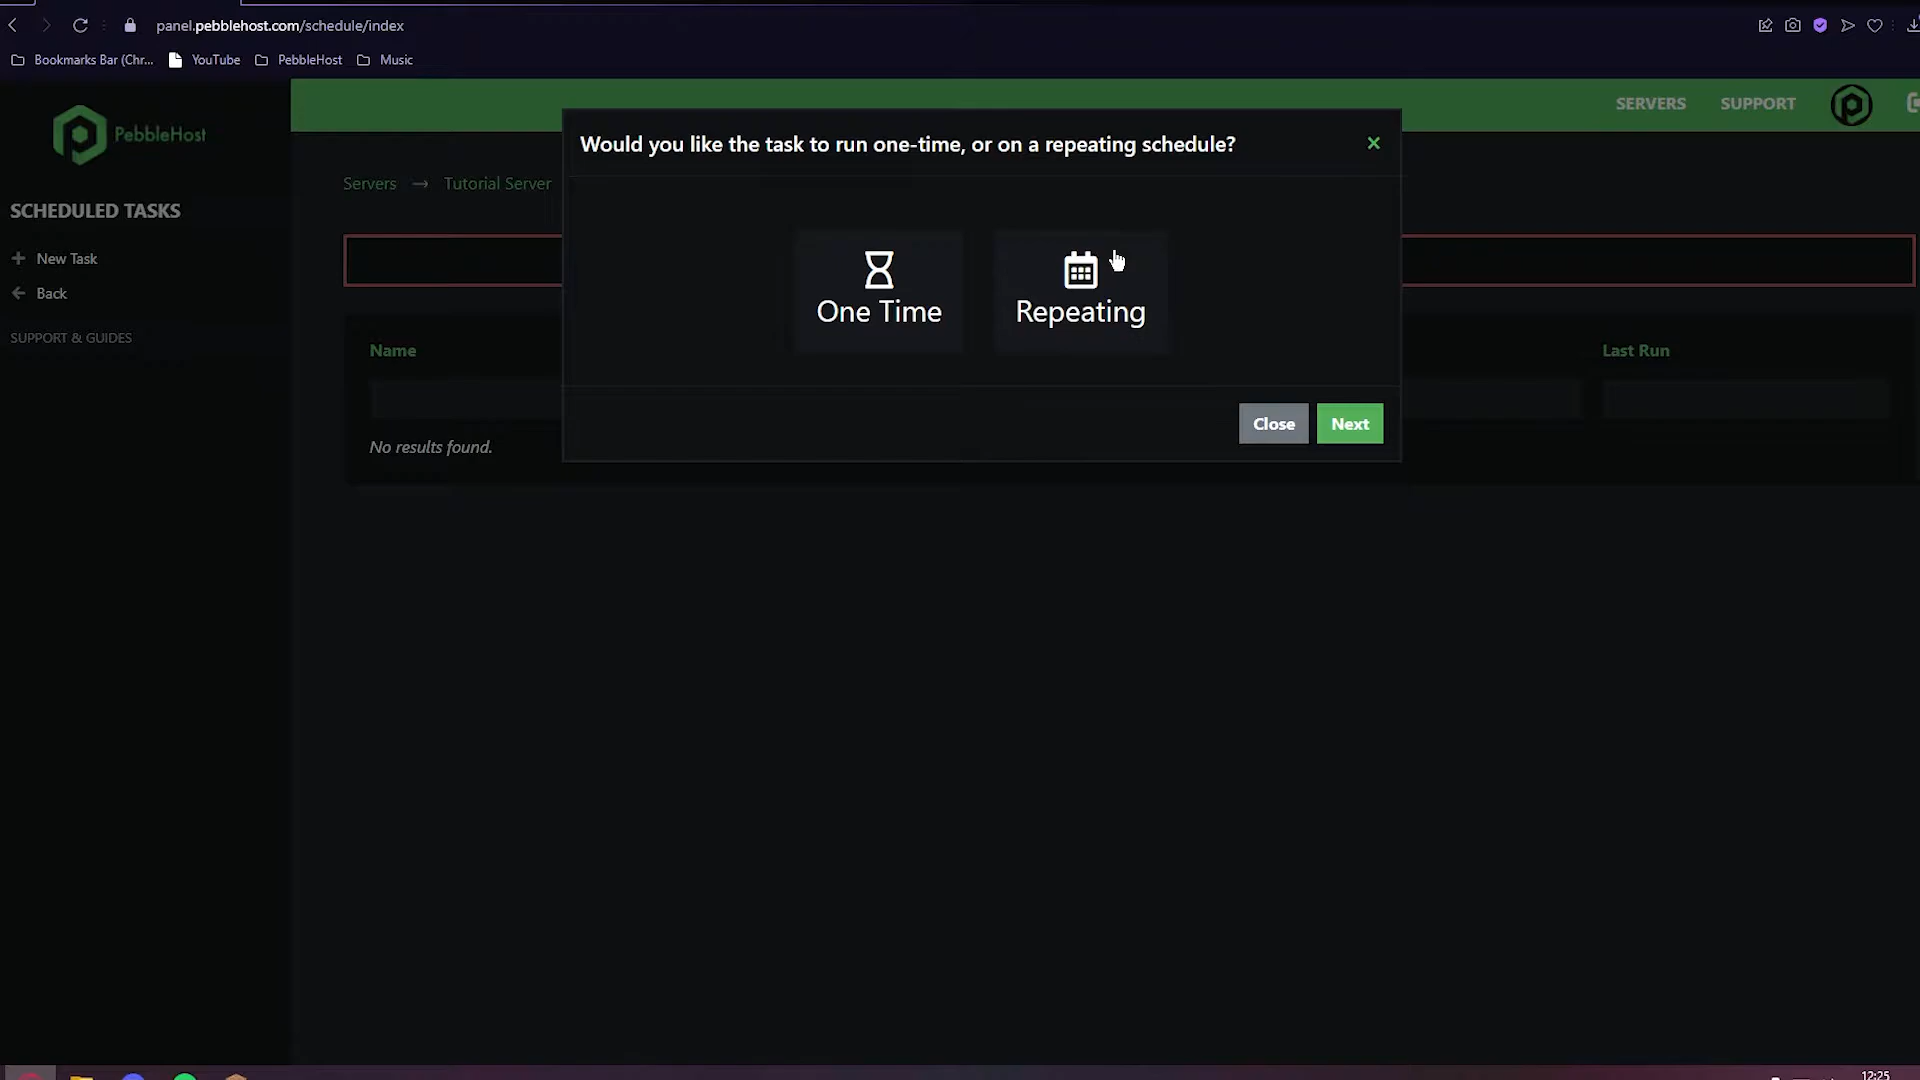 panel.pebblehost.com/schedule/index
Bookmarks Bar (Chr...
YouTube
PebbleHost
Music
PebbleHost
SERVERS
SUPPORT
Would you like the task to run one-time, or on a repeating schedule?
×
Servers → Tutorial Server
SCHEDULED TASKS
+ New Task
← Back
SUPPORT & GUIDES
One Time
Repeating
Name
Last Run
Close
Next
No results found.
12:25